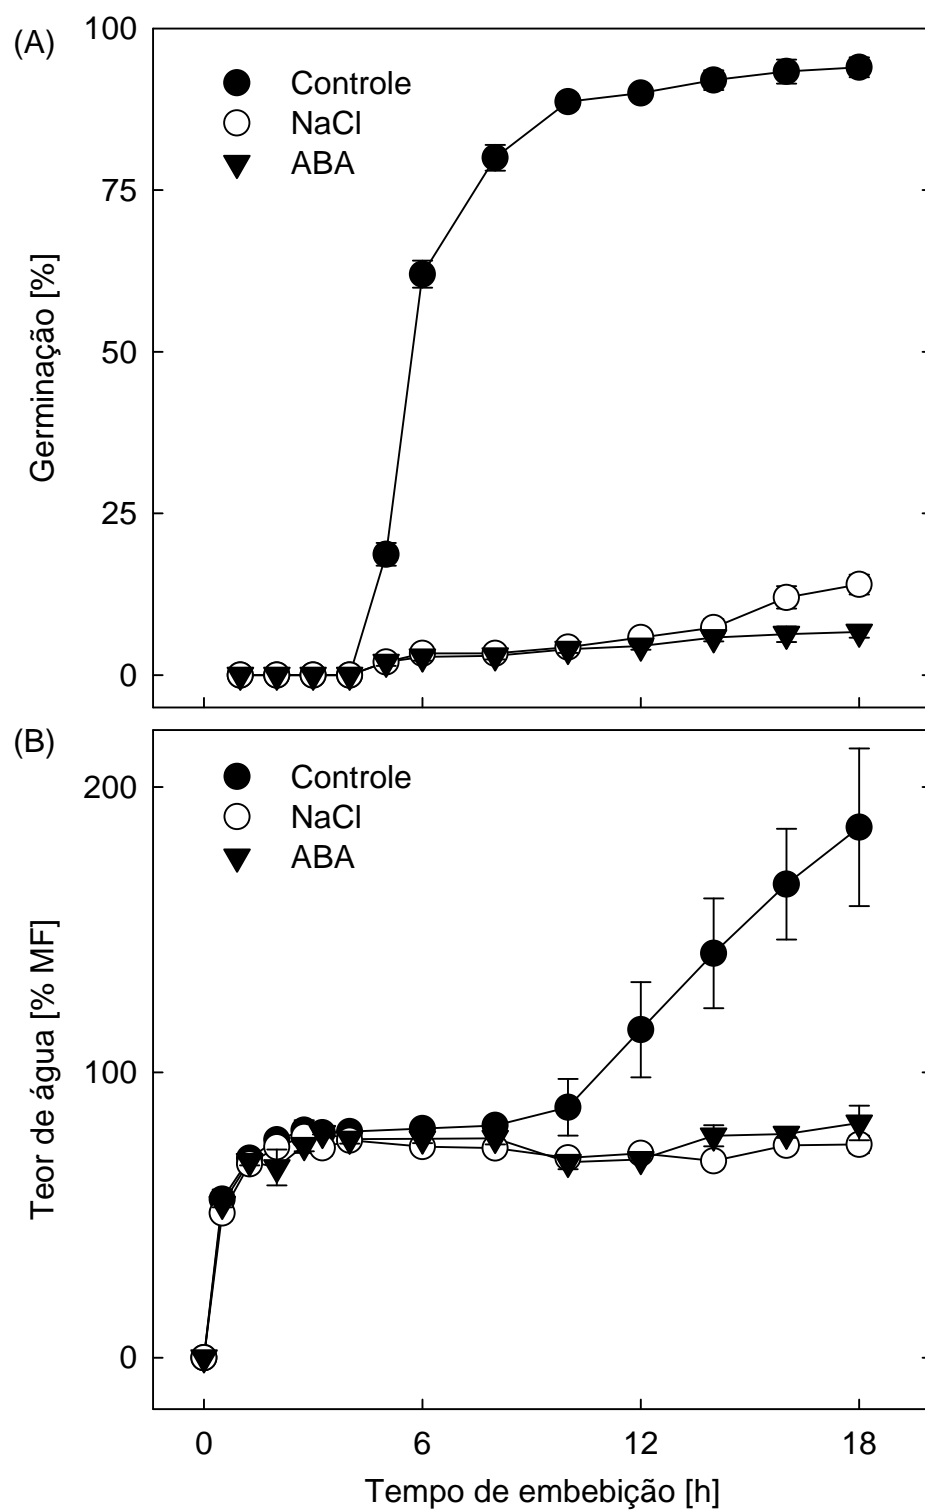 (A)
100
75
50
25
0
Germinação [%]
Controle
NaCl
ABA
(B)
200
100
0
Teor de água [% MF]
Controle
NaCl
ABA
0 6 12 18
Tempo de embebição [h]